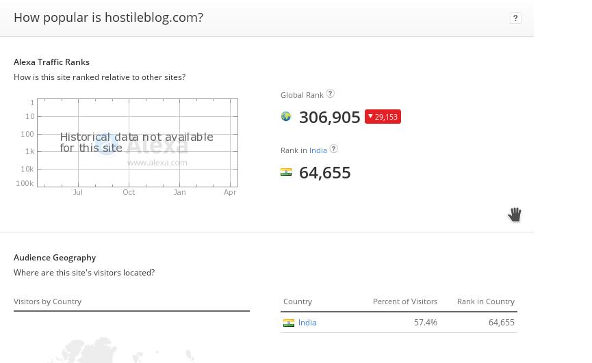 How popular is hostileblog.com?
?
Alexa Traffic Ranks
How is this site ranked relative to other sites?
Global Rank ?
306,905 29,153
Rank in India ?
64,655
1
10
100
1k
10k
100k
Historical data not available
for this site
Alexa
www.alexa.com
Jul Oct Jan Apr
Audience Geography
Where are this site's visitors located?
Visitors by Country
Country Percent of Visitors Rank in Country
India 57.4% 64,655